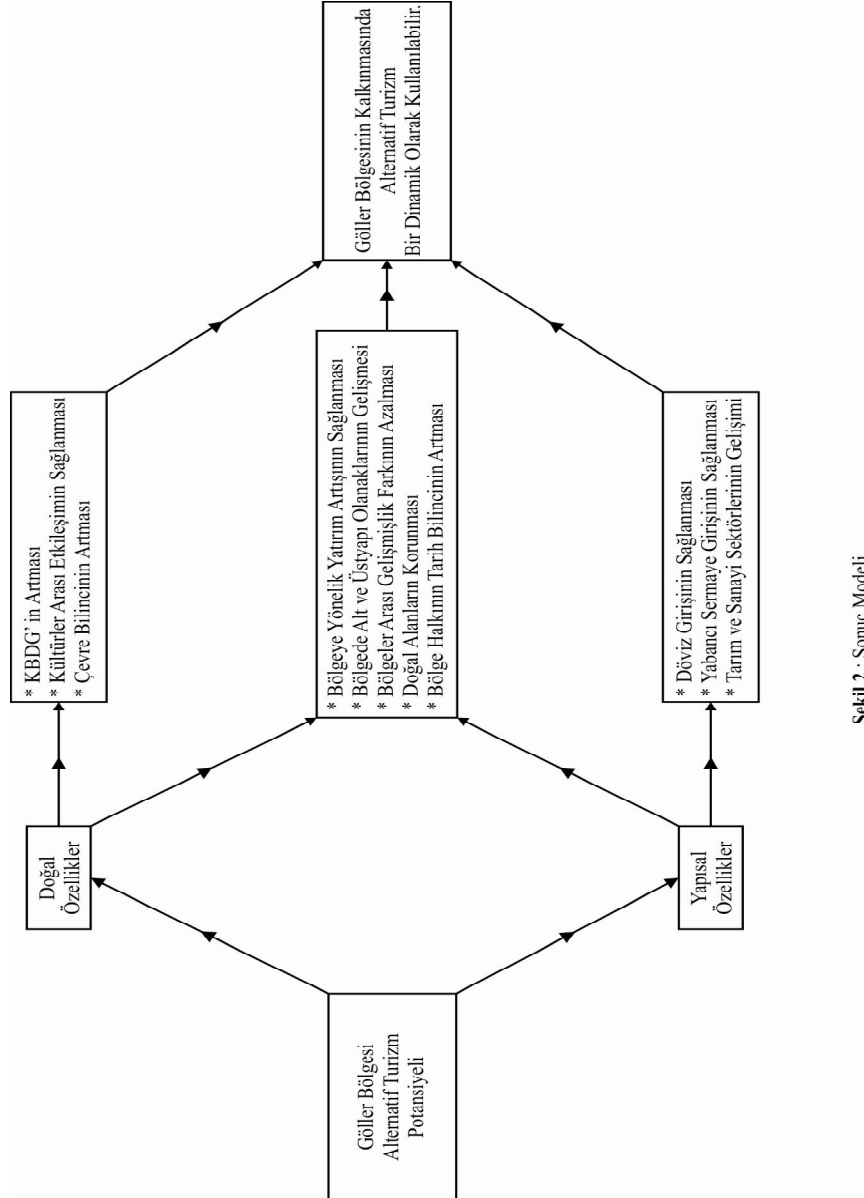 Göller Bölgesi
Alternatif Turizm
Potansiyeli
Doğal
Özellikler
Yapısal
Özellikler
* KBDG' in Artması
* Kültürler Arası Etkileşimin Sağlanması
* Çevre Bilincinin Artması
* Bölgeye Yönelik Yatırım Artışının Sağlanması
* Bölgede Alt ve Üstyapı Olanaklarının Gelişmesi
* Bölgeler Arası Gelişmişlik Farkının Azalması
* Doğal Alanların Korunması
* Bölge Halkının Tarih Bilincinin Artması
* Döviz Girişinin Sağlanması
* Yabancı Sermaye Girişinin Sağlanması
* Tarım ve Sanayi Sektörlerinin Gelişimi
Göller Bölgesinin Kalkınmasında
Alternatif Turizm
Bir Dinamik Olarak Kullanılabilir.
Şekil 2 : Sonuç Modeli